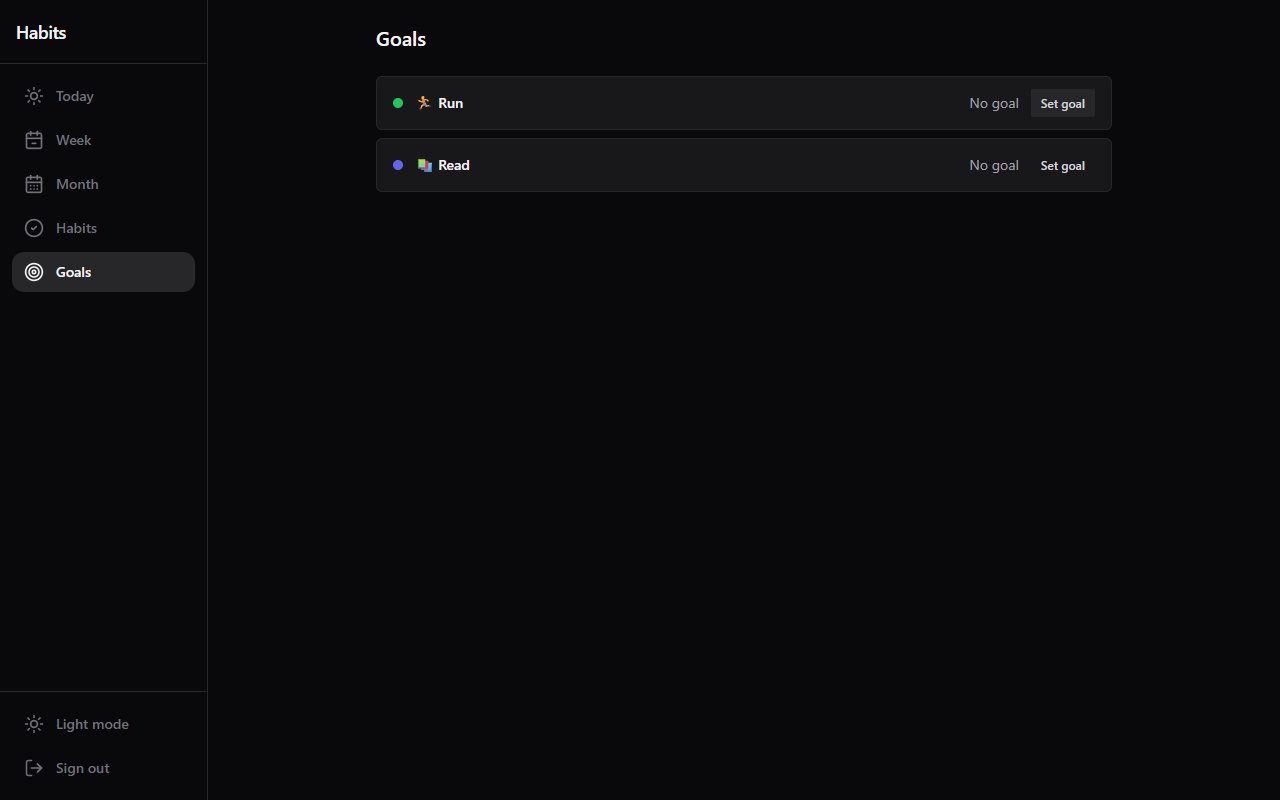 Habits
Today
Week
Month
Habits
Goals
Light mode
Sign out
Goals
Run
No goal
Set goal
Read
No goal
Set goal